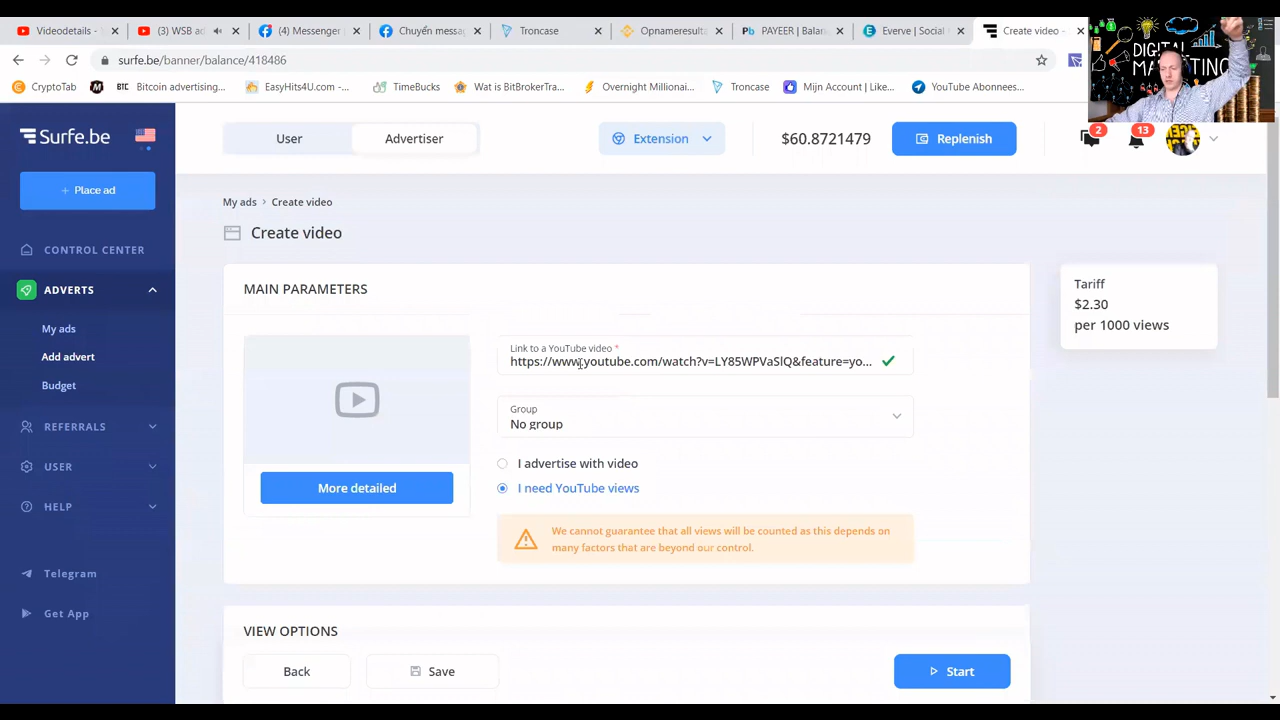 Videodetails -
(3) WSB ad
(4) Messenger
Chuyển messa
Troncase
Opnameresulta
PAYEER | Balan
Everve | Social
Create video -
surfe.be/banner/balance/418486
CryptoTab
Bitcoin advertising...
EasyHits4U.com -...
TimeBucks
Wat is BitBrokerTra...
Overnight Millionai...
Troncase
Mijn Account | Like...
YouTube Abonnees...
DIGITAL
MARKETING
Surfe.be
User
Advertiser
Extension
$60.8721479
Replenish
2
13
+ Place ad
CONTROL CENTER
ADVERTS
My ads
Add advert
Budget
REFERRALS
USER
HELP
Telegram
Get App
My ads > Create video
Create video
MAIN PARAMETERS
More detailed
Link to a YouTube video *
https://www.youtube.com/watch?v=LY85WPVaSlQ&feature=yo...
Group
No group
I advertise with video
I need YouTube views
We cannot guarantee that all views will be counted as this depends on
many factors that are beyond our control.
Tariff
$2.30
per 1000 views
VIEW OPTIONS
Back
Save
Start